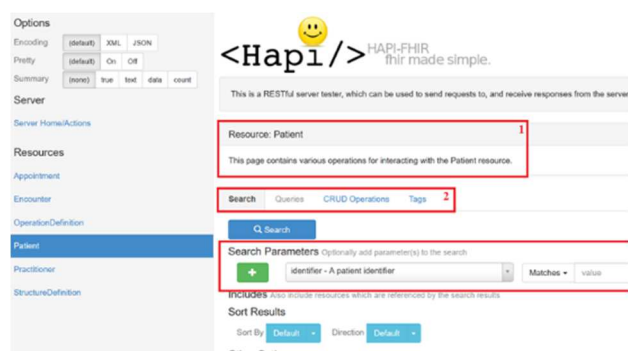 Options
Encoding (default) XML JSON
Pretty (default) On Off
Summary (none) true text data count
Server
Server Home/Actions
Resources
Appointment
Encounter
OperationDefinition
Patient
Practitioner
StructureDefinition
<Hapi/> HAPI-FHIR
fhir made simple.
This is a RESTful server tester, which can be used to send requests to, and receive responses from the server
Resource: Patient 1
This page contains various operations for interacting with the Patient resource.
Search Queries CRUD Operations Tags 2
Search
Search Parameters Optionally add parameter(s) to the search
+ identifier - A patient identifier Matches value
Includes Also include resources which are referenced by the search results
Sort Results
Sort By Default Direction Default